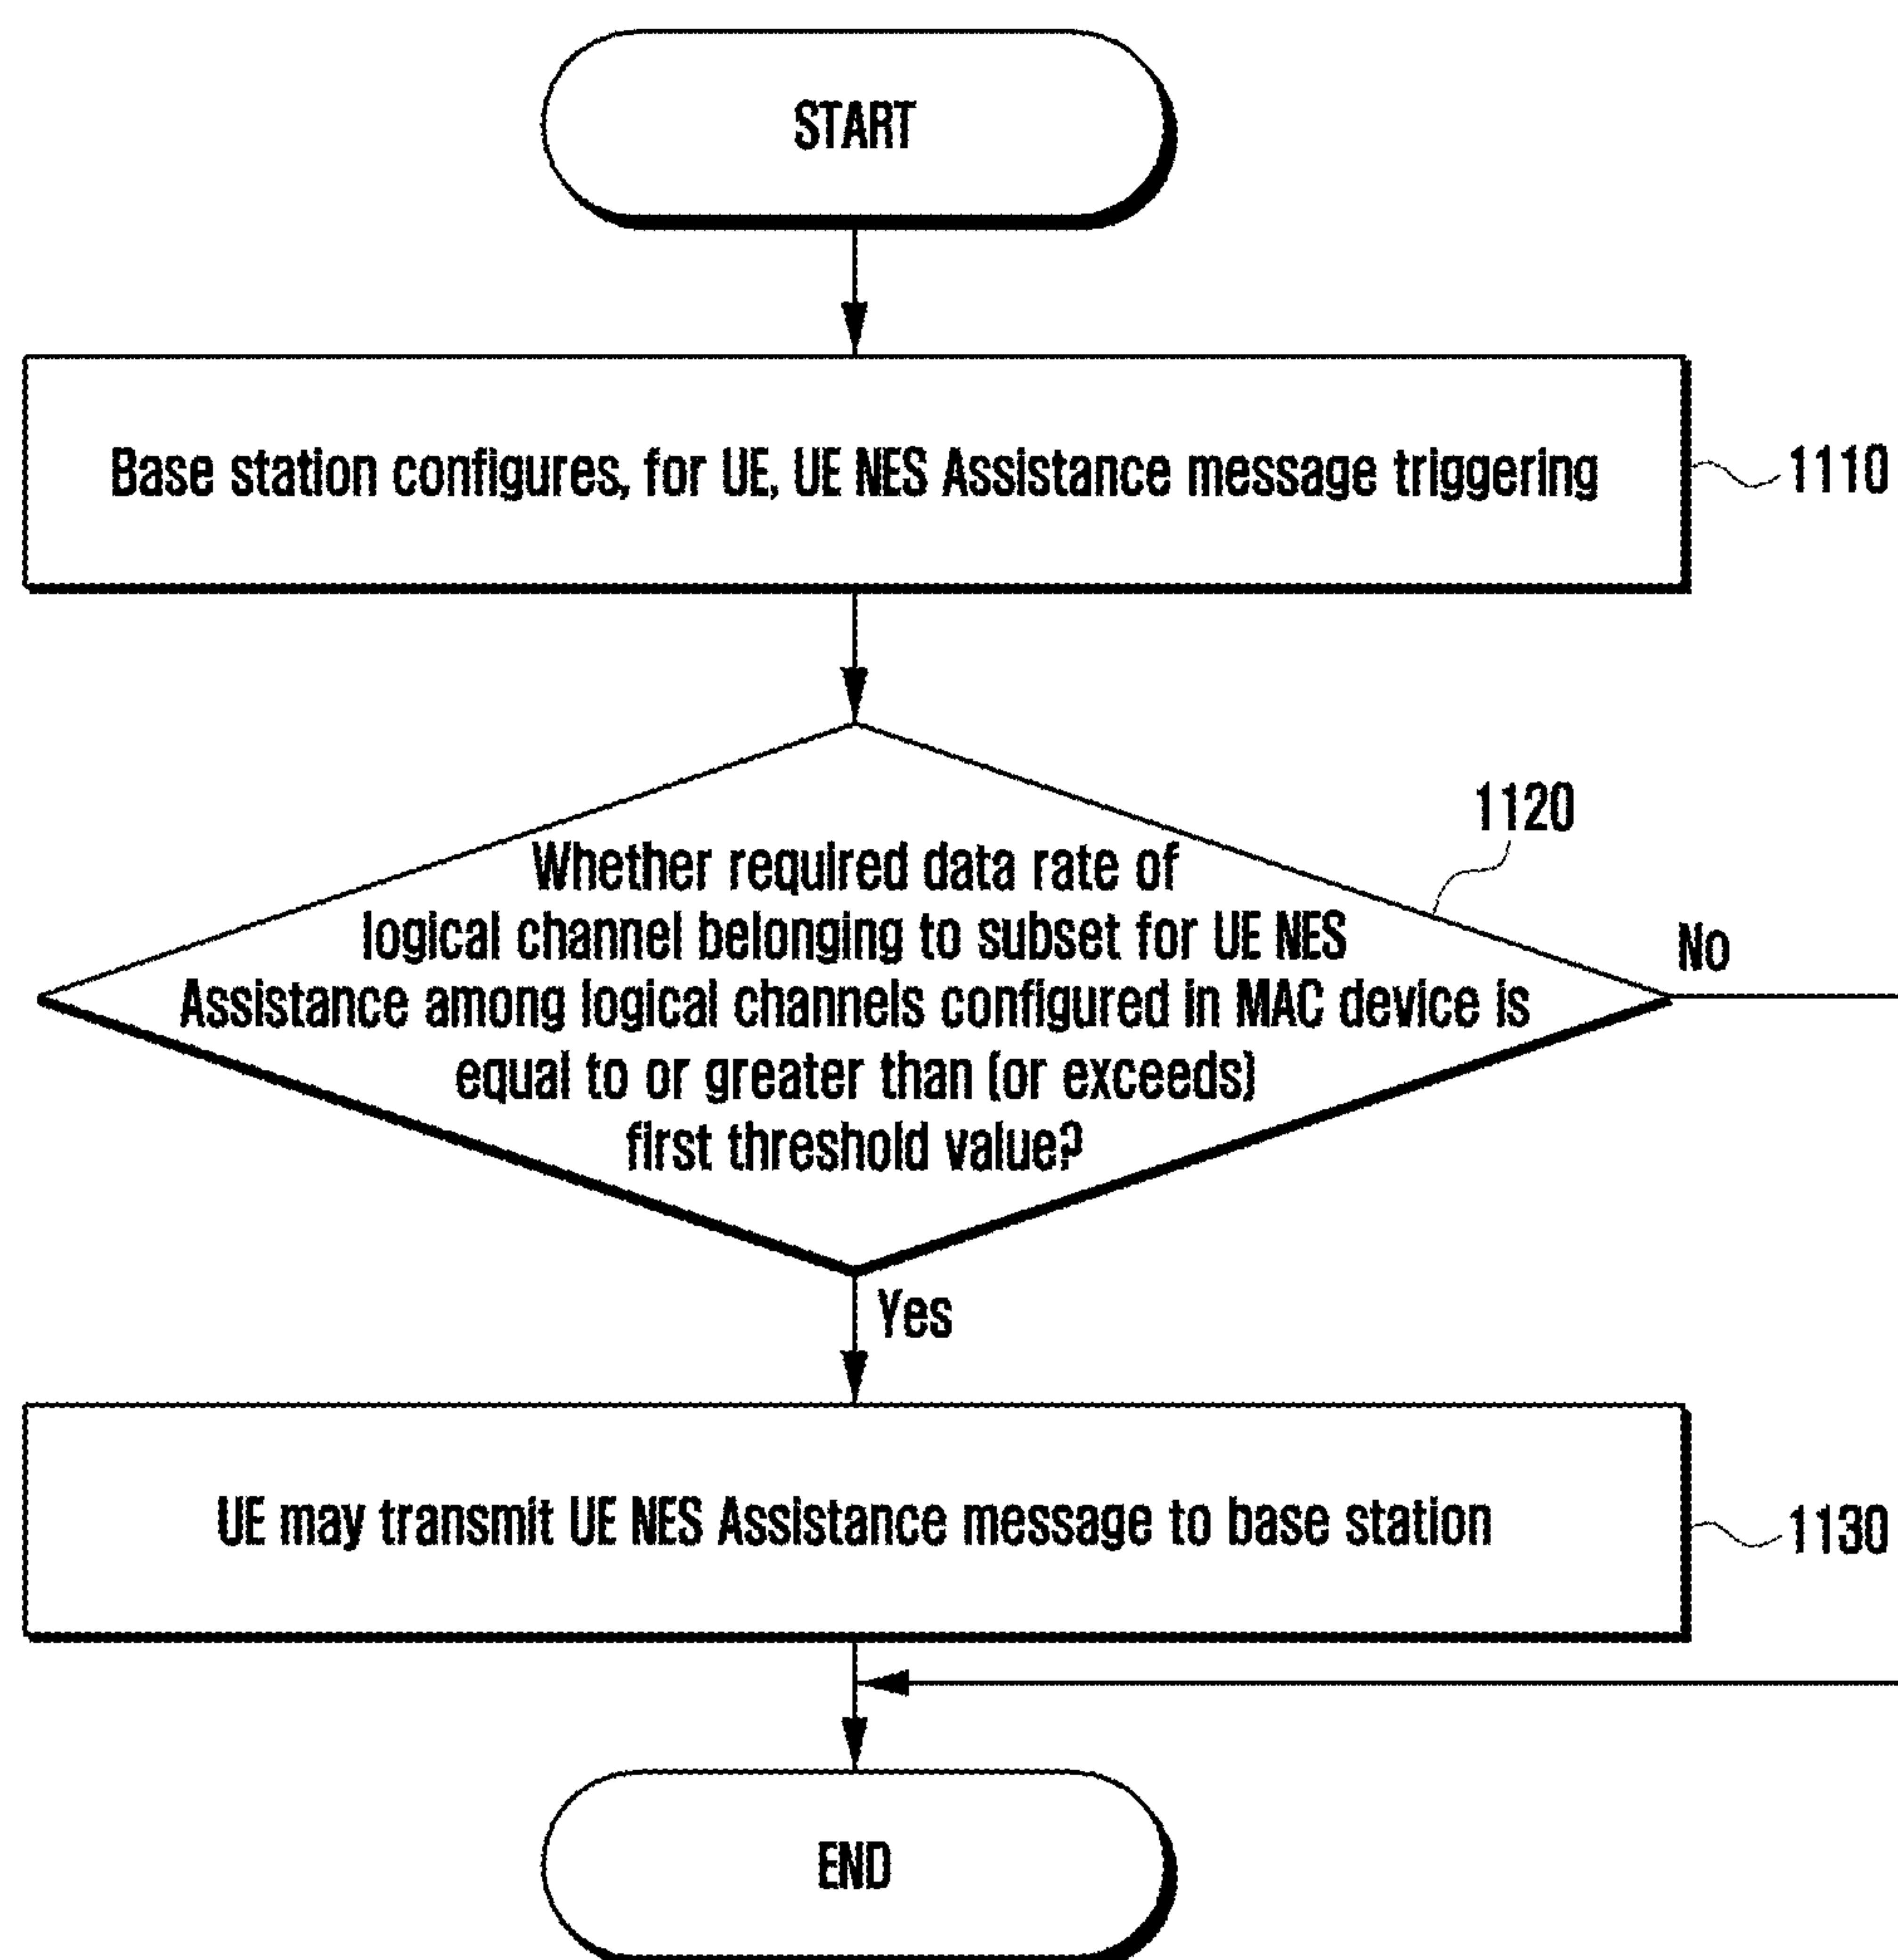 START
Base station configures, for UE, UE NES Assistance message triggering
1110
1120
Whether required data rate of
logical channel belonging to subset for UE NES
Assistance among logical channels configured in MAC device is
equal to or greater than (or exceeds)
first threshold value?
No
Yes
UE may transmit UE NES Assistance message to base station
1130
END